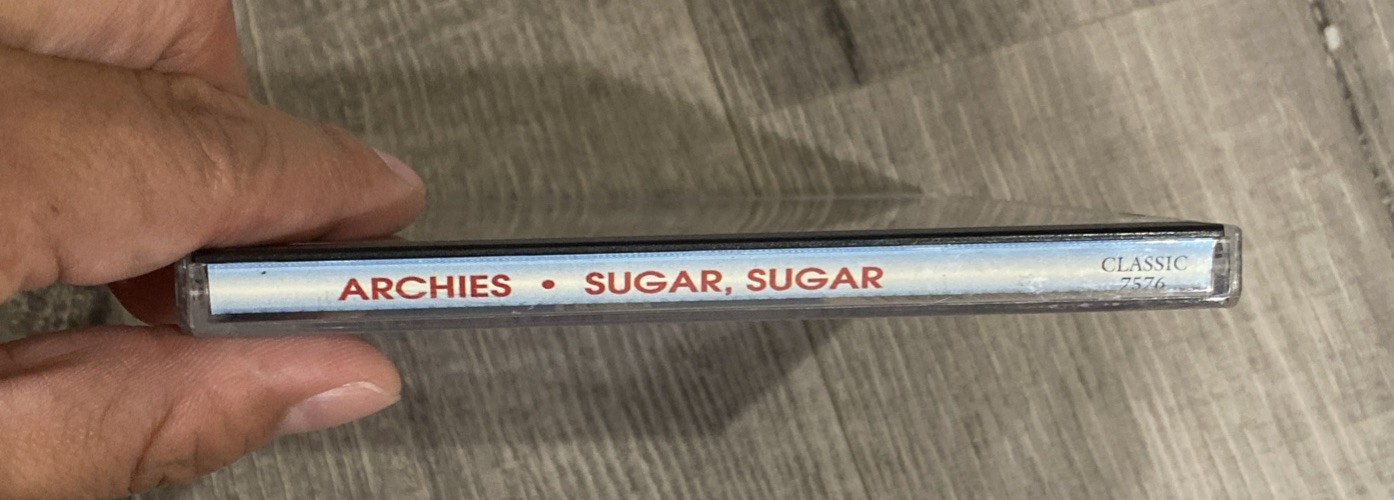 ARCHIES • SUGAR, SUGAR
CLASSIC
7576